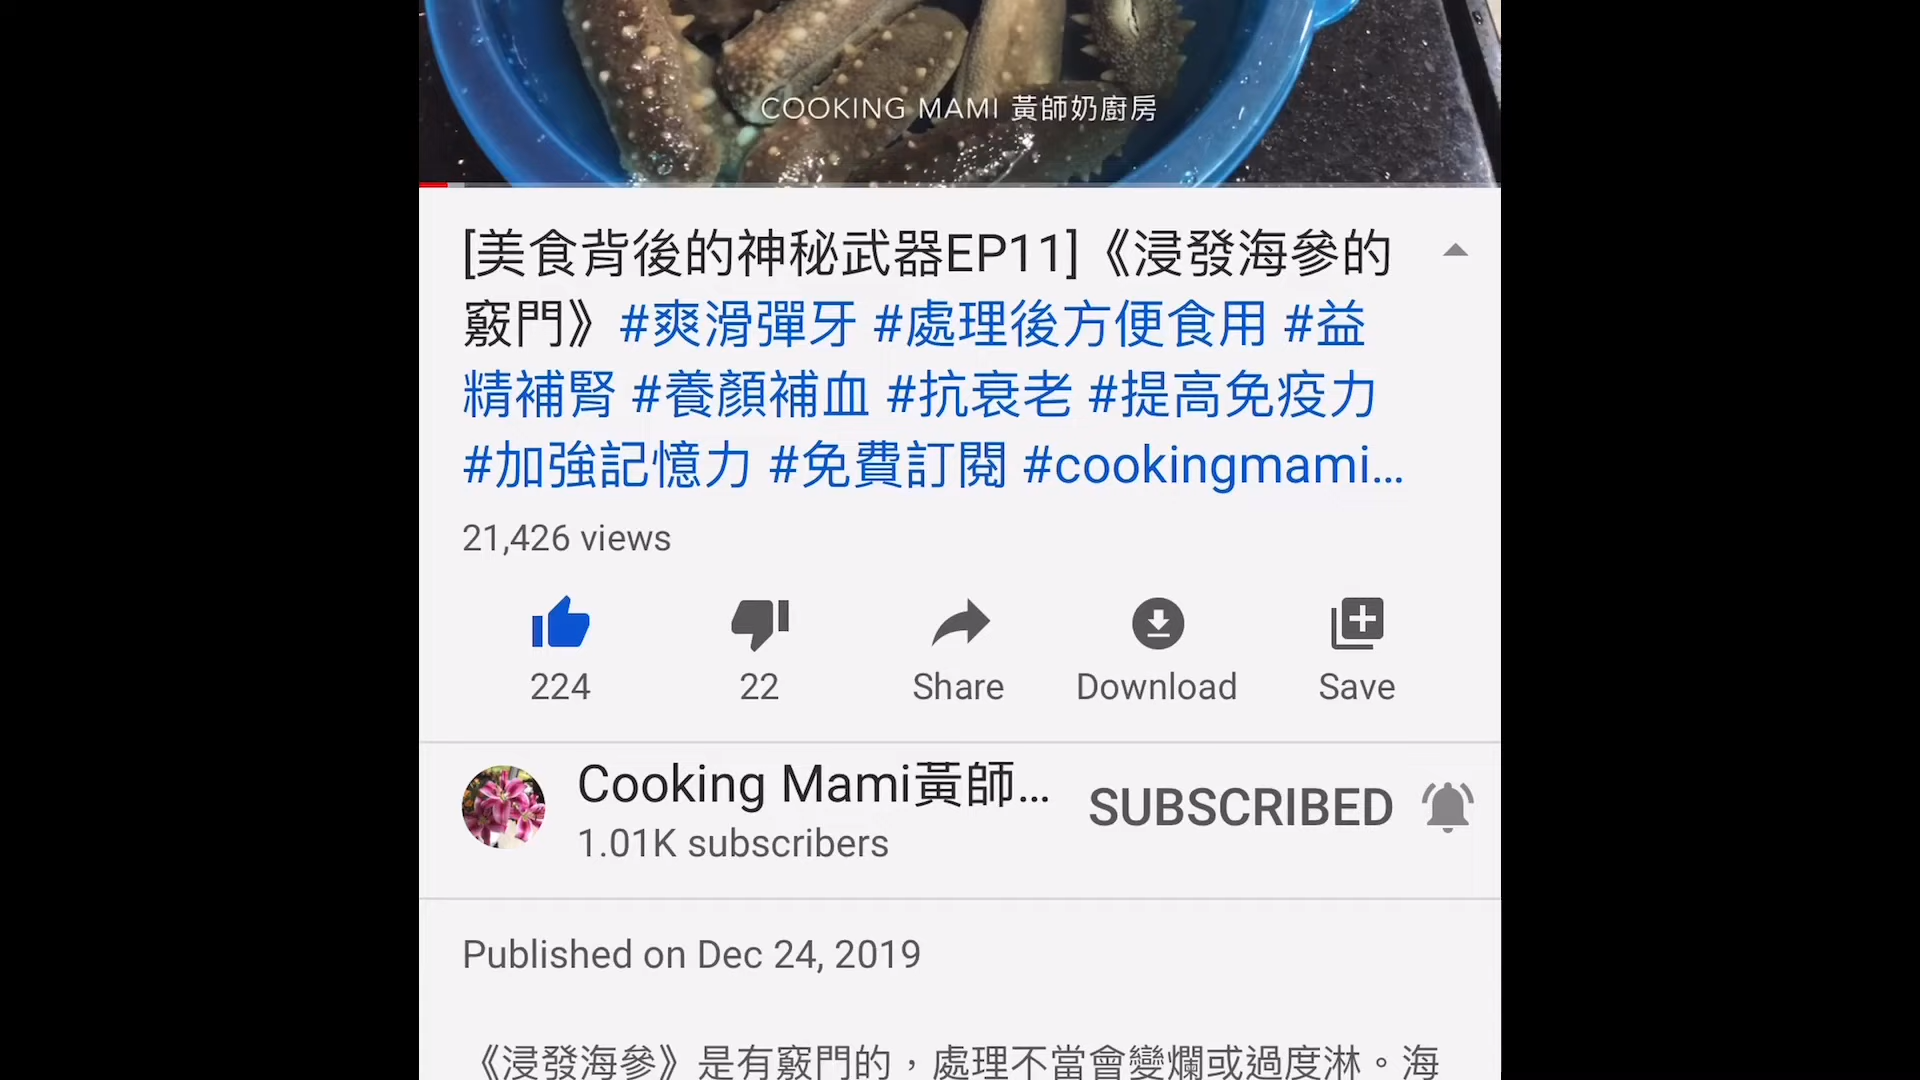 COOKING MAMI 黃師奶廚房
[美食背後的神秘武器EP11]《浸發海參的
竅門》#爽滑彈牙 #處理後方便食用 #益
精補腎 #養顏補血 #抗衰老 #提高免疫力
#加強記憶力 #免費訂閱 #cookingmami...
21,426 views
224 22 Share Download Save
Cooking Mami黃師... SUBSCRIBED
1.01K subscribers
Published on Dec 24, 2019
《浸發海參》是有竅門的，處理不當會變爛或過度淋。海